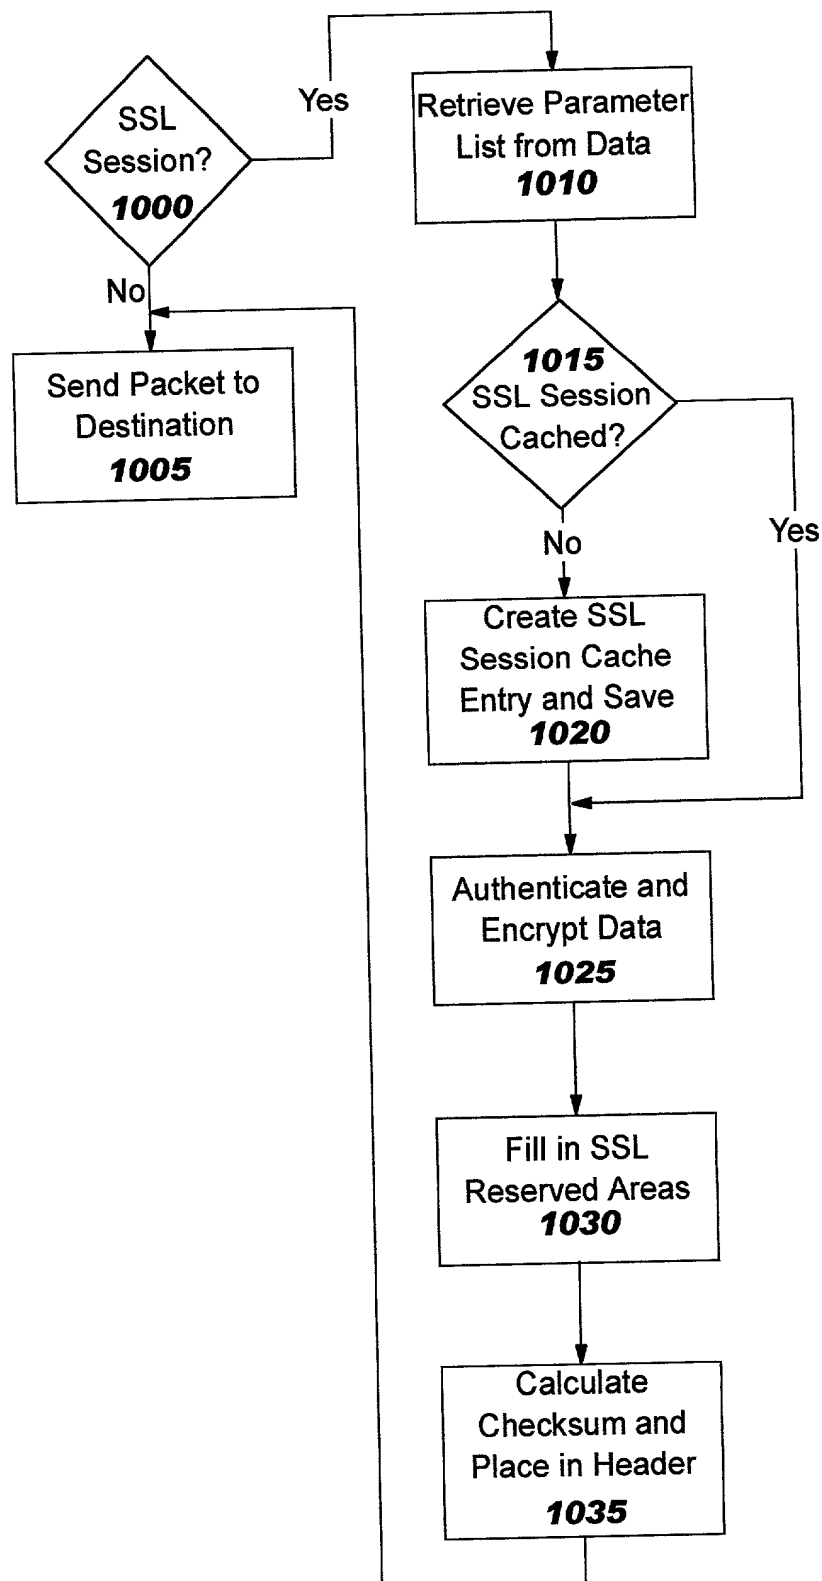 SSL
Session?
1000
Yes
No
Send Packet to
Destination
1005
Retrieve Parameter
List from Data
1010
1015
SSL Session
Cached?
Yes
No
Create SSL
Session Cache
Entry and Save
1020
Authenticate and
Encrypt Data
1025
Fill in SSL
Reserved Areas
1030
Calculate
Checksum and
Place in Header
1035